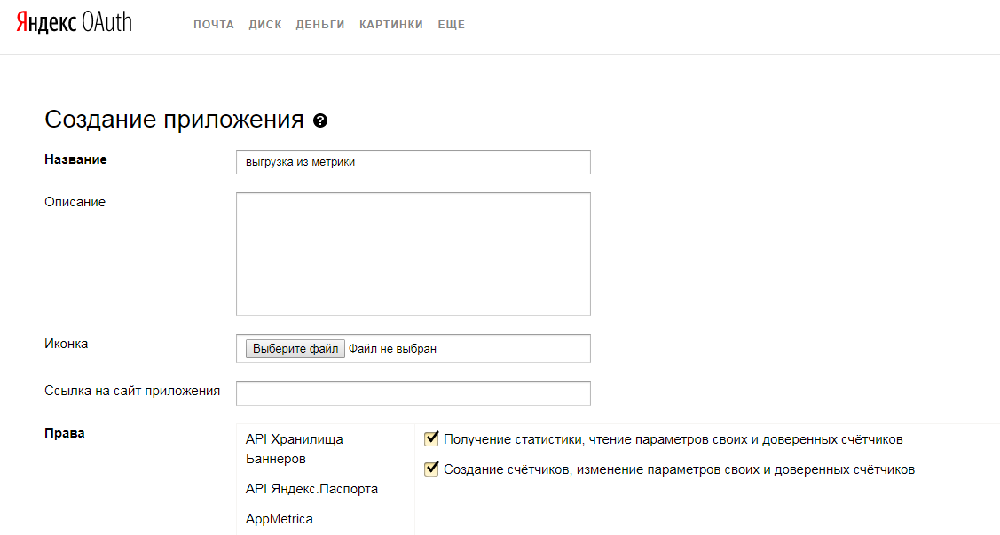 Яндекс OAuth ПОЧТА ДИСК ДЕНЬГИ КАРТИНКИ ЕЩЁ
Создание приложения ?
Название выгрузка из метрики
Описание
Иконка Выберите файл Файл не выбран
Ссылка на сайт приложения
Права API Хранилища Получение статистики, чтение параметров своих и доверенных счётчиков
Баннеров
Создание счётчиков, изменение параметров своих и доверенных счётчиков
API Яндекс.Паспорта
AppMetrica